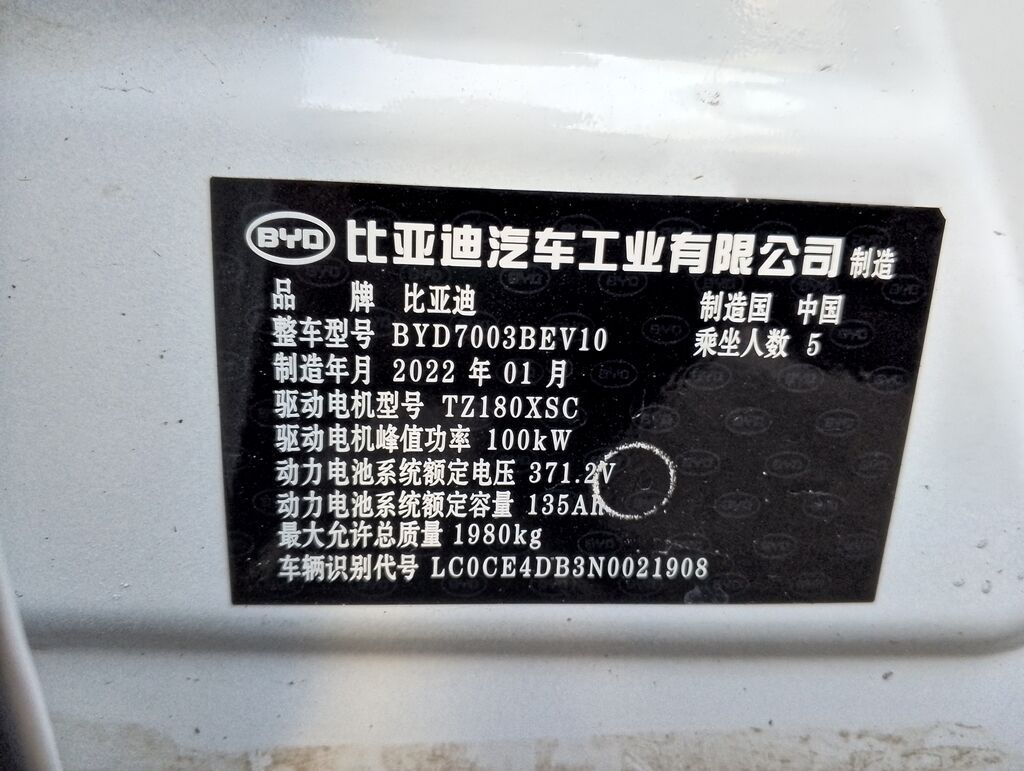 BYD 比亚迪汽车工业有限公司 制造
品 牌 比亚迪 制造国 中国
整车型号 BYD7003BEV10 乘坐人数 5
制造年月 2022 年 01 月
驱动电机型号 TZ180XSC
驱动电机峰值功率 100kW
动力电池系统额定电压 371.2V
动力电池系统额定容量 135Ah
最大允许总质量 1980kg
车辆识别代号 LC0CE4DB3N0021908